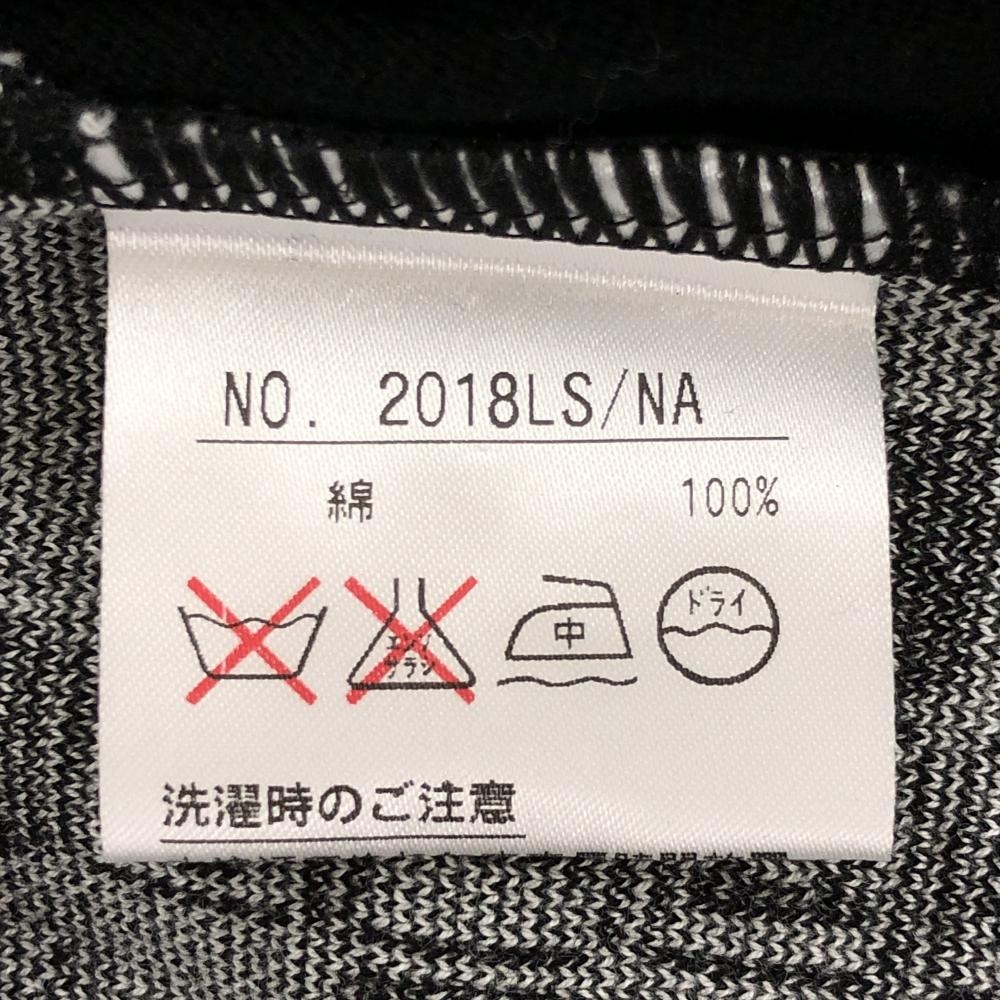 NO. 2018LS/NA
綿 100%
エンソ
サラシ
中
ドライ
洗濯時のご注意